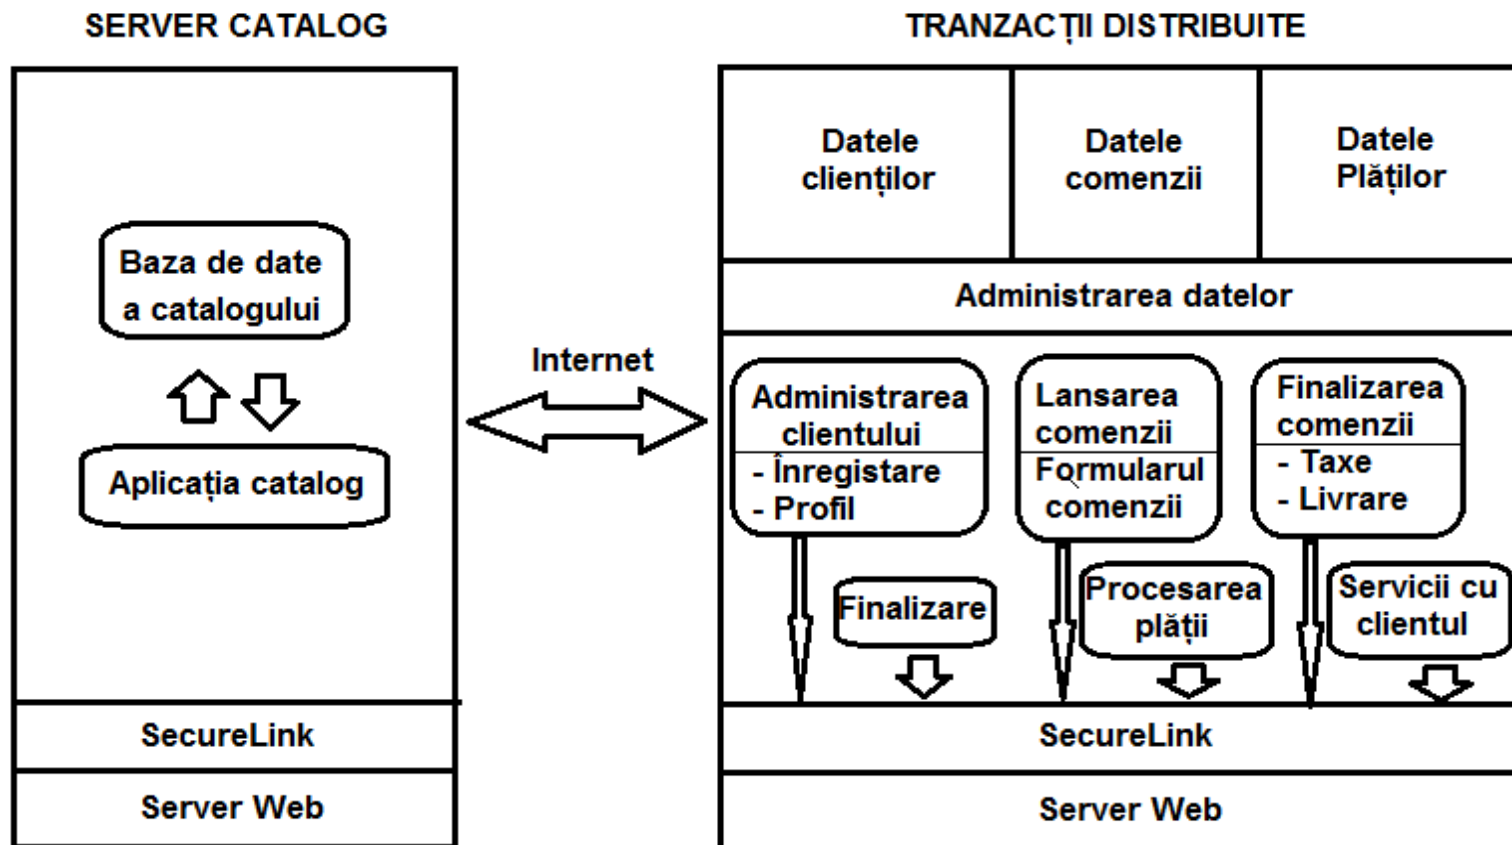 SERVER CATALOG
Baza de date
a catalogului
Aplicația catalog
SecureLink
Server Web
Internet
TRANZACȚII DISTRIBUITE
Datele
clienților
Datele
comenzii
Datele
Plăților
Administrarea datelor
Administrarea
clientului
- Înregistare
- Profil
Lansarea
comenzii
Formularul
comenzii
Finalizarea
comenzii
- Taxe
- Livrare
Finalizare
Procesarea
plății
Servicii cu
clientul
SecureLink
Server Web